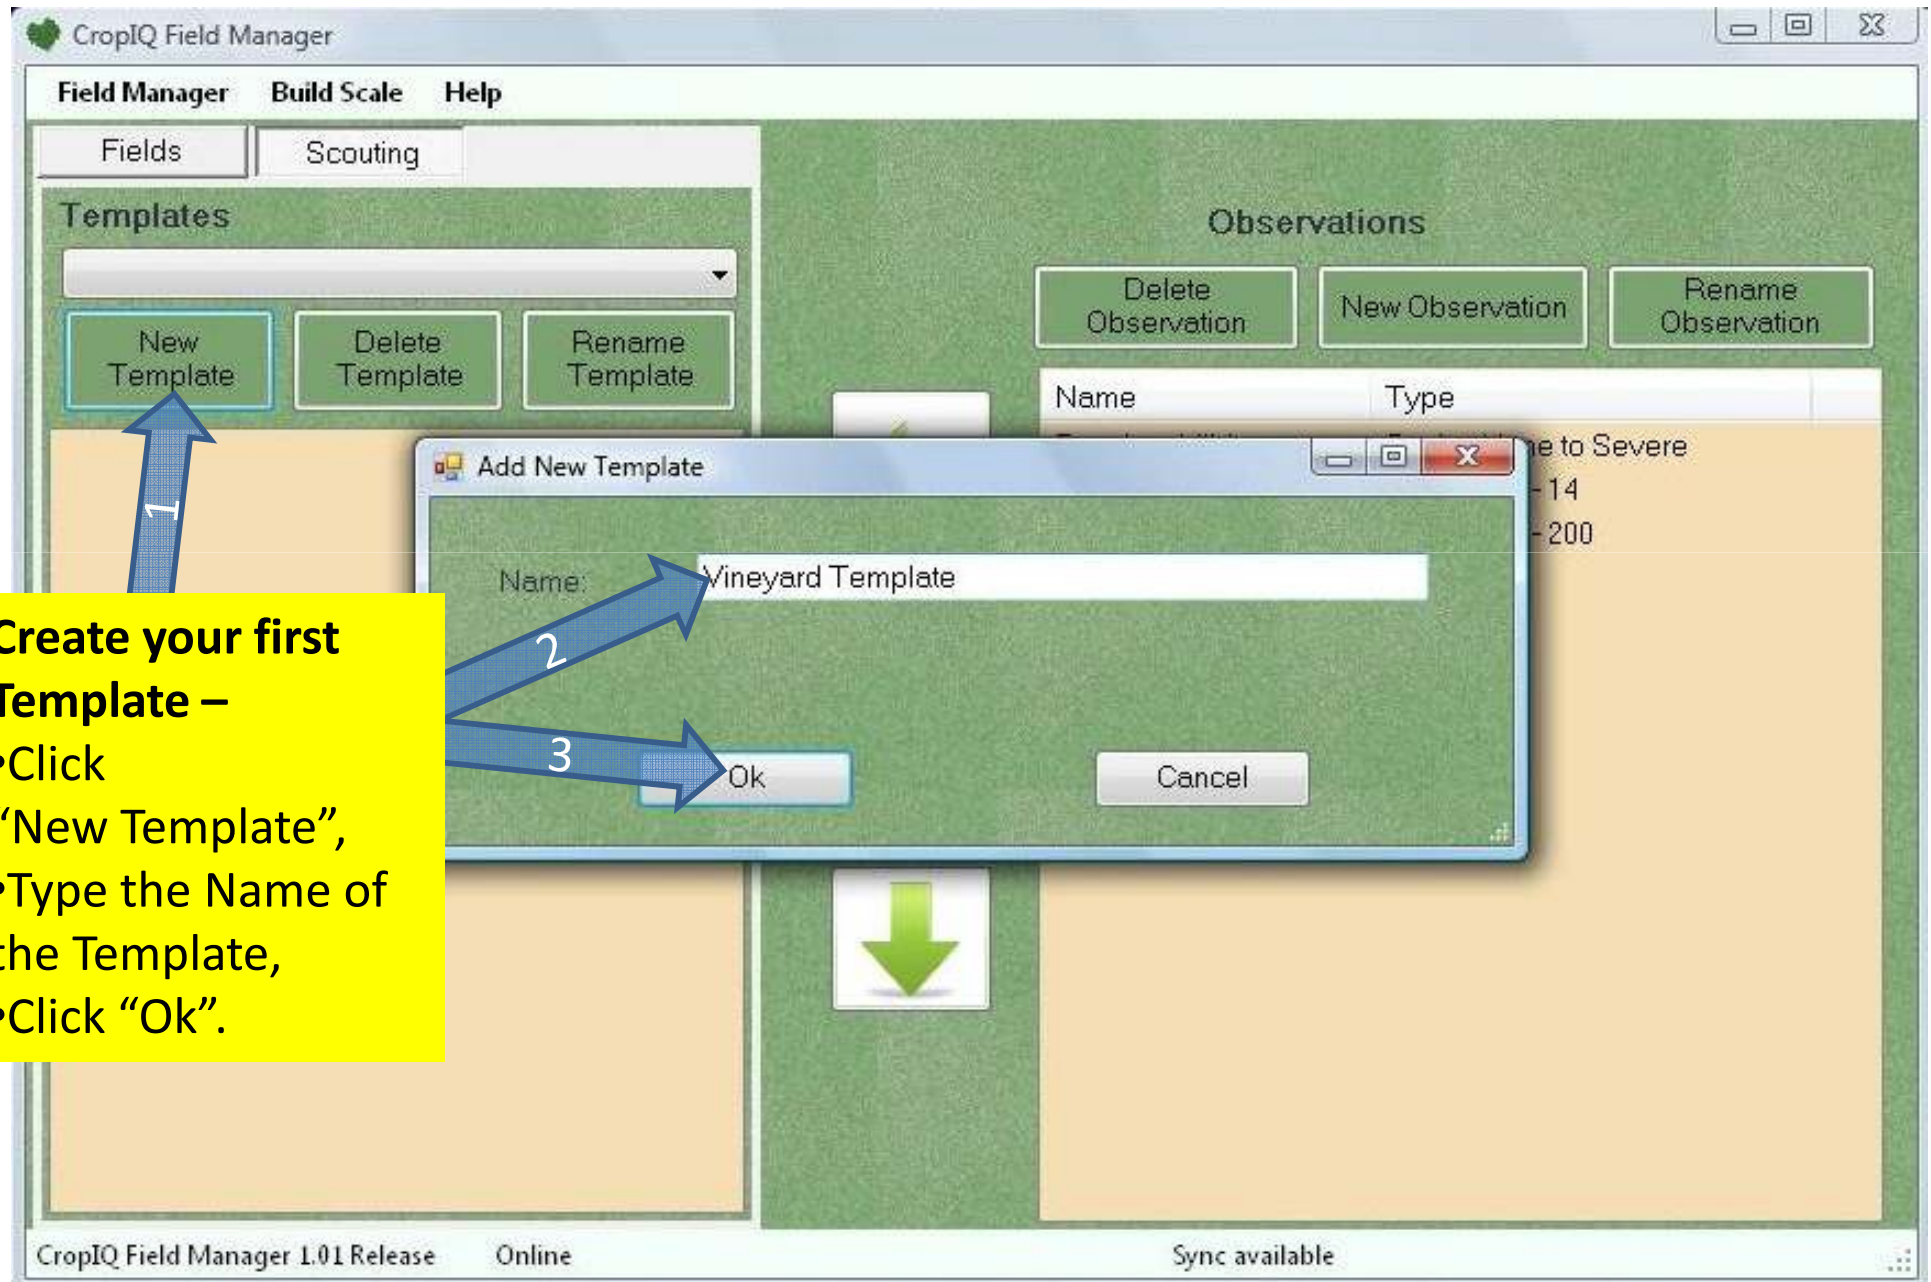 CropIQ Field Manager
Field Manager Build Scale Help
Fields Scouting
Templates
New
Template
Delete
Template
Rename
Template
Observations
Delete
Observation
New Observation
Rename
Observation
Name Type
e to Severe
- 14
- 200
Add New Template
Name: Vineyard Template
Ok Cancel
1
2
3
Create your first
Template –
•Click
“New Template”,
•Type the Name of
the Template,
•Click “Ok”.
CropIQ Field Manager 1.01 Release Online Sync available